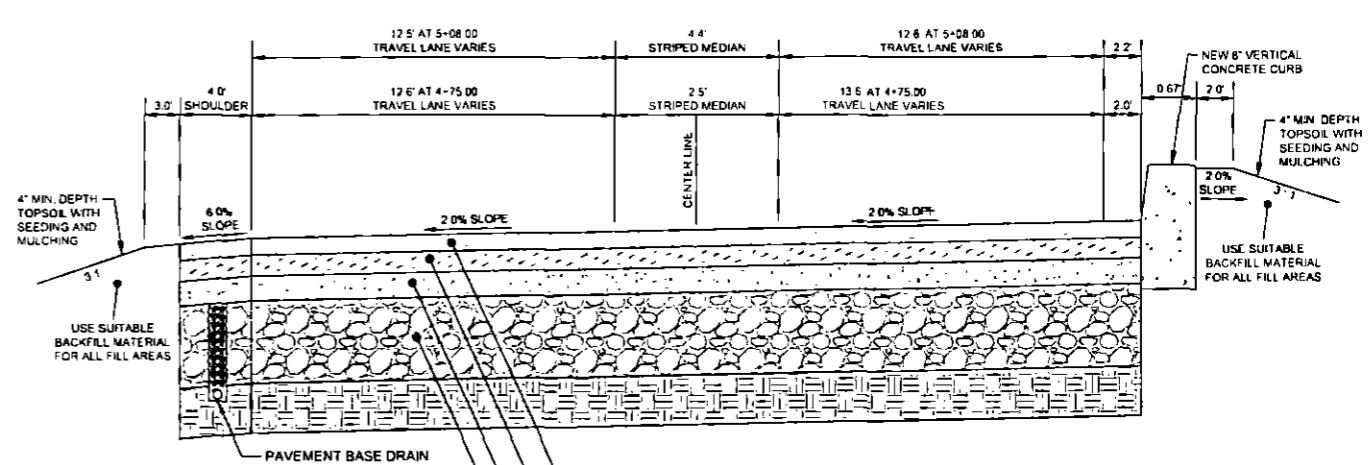 12.5' AT 5+08.00
TRAVEL LANE VARIES
4.4'
STRIPED MEDIAN
12.6' AT 5+08.00
TRAVEL LANE VARIES
2.2'
NEW 8" VERTICAL
CONCRETE CURB
3.0'
4.0'
SHOULDER
12.6' AT 4+75.00
TRAVEL LANE VARIES
2.5'
STRIPED MEDIAN
13.6' AT 4+75.00
TRAVEL LANE VARIES
2.0'
0.67'
2.0'
4" MIN. DEPTH
TOPSOIL WITH
SEEDING AND
MULCHING
CENTER LINE
4" MIN. DEPTH
TOPSOIL WITH
SEEDING AND
MULCHING
6.0%
SLOPE
2.0% SLOPE
2.0% SLOPE
2.0%
SLOPE
3:1
3:1
USE SUITABLE
BACKFILL MATERIAL
FOR ALL FILL AREAS
USE SUITABLE
BACKFILL MATERIAL
FOR ALL FILL AREAS
PAVEMENT BASE DRAIN